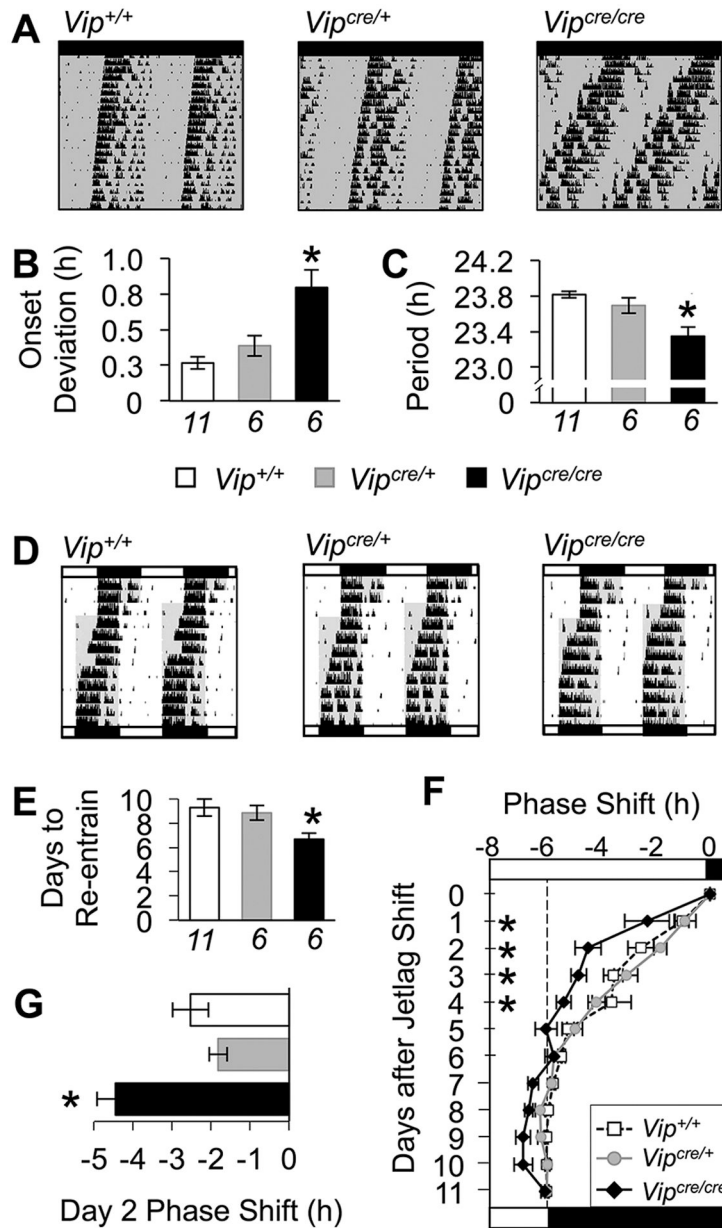 A Vip+/+ Vipcre/+ Vipcre/cre
B
Onset
Deviation (h)
1.0
0.8
0.5
0.3
0
*
11 6 6
C
Period (h)
24.2
23.8
23.4
23.0
0
*
11 6 6
Vip+/+ Vipcre/+ Vipcre/cre
D Vip+/+ Vipcre/+ Vipcre/cre
E
Days to
Re-entrain
10
8
6
4
2
0
*
11 6 6
F
Phase Shift (h)
-8 -6 -4 -2 0
Days after Jetlag Shift
0
1 *
2 *
3 *
4 *
5
6
7
8
9
10
11
Vip+/+
Vipcre/+
Vipcre/cre
G
*
-5 -4 -3 -2 -1 0
Day 2 Phase Shift (h)